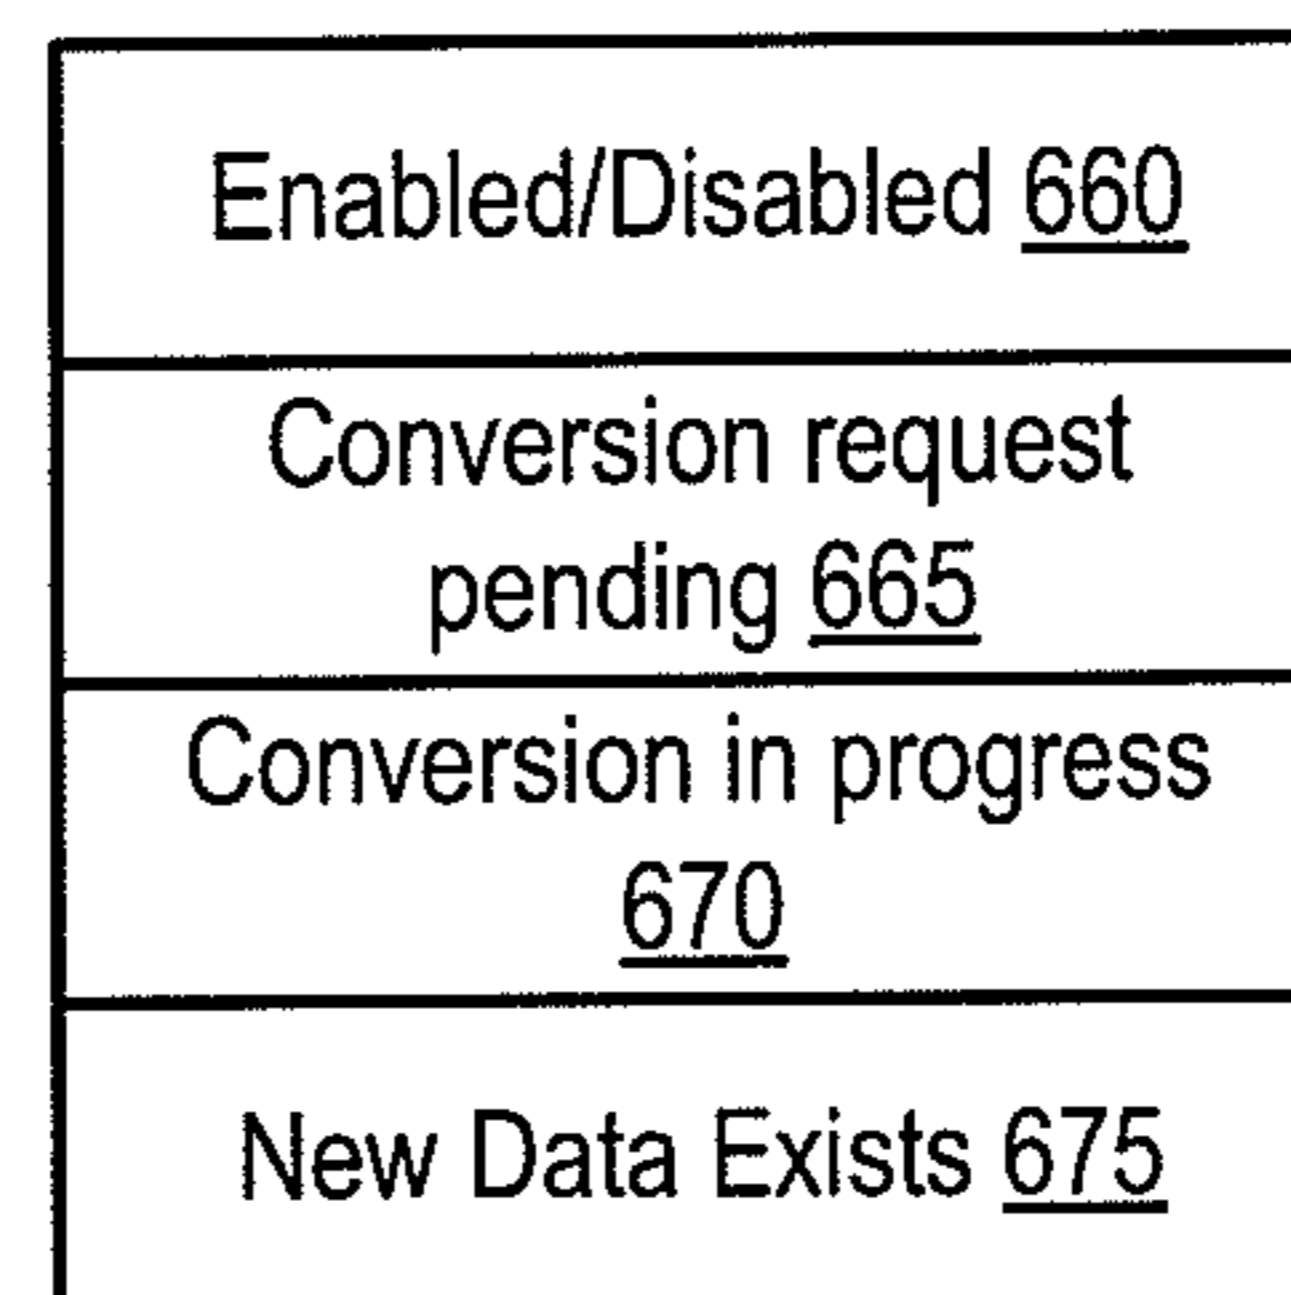 Enabled/Disabled 660
Conversion request
pending 665
Conversion in progress
670
New Data Exists 675